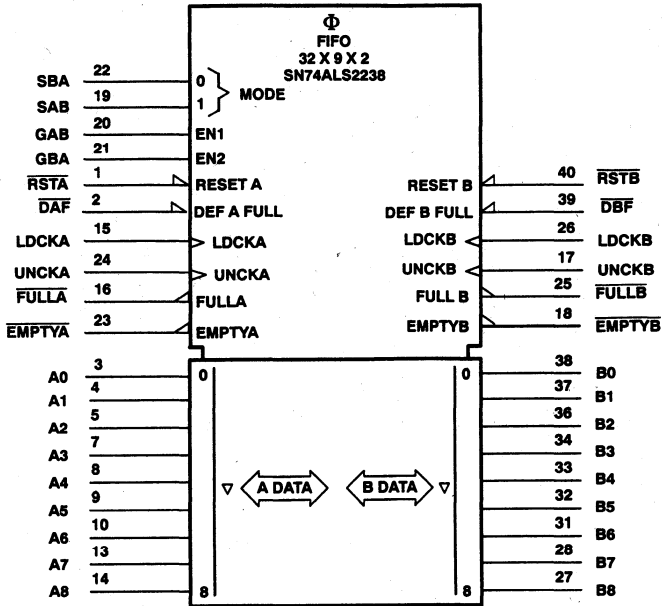 Φ
FIFO
32 X 9 X 2
SN74ALS2238
SBA 22 0 MODE
SAB 19 1
GAB 20 EN1
GBA 21 EN2
RSTA 1 RESET A RESET B 40 RSTB
DAF 2 DEF A FULL DEF B FULL 39 DBF
LDCKA 15 LDCKA LDCKB 26 LDCKB
UNCKA 24 UNCKA UNCKB 17 UNCKB
FULLA 16 FULLA FULL B 25 FULLB
EMPTYA 23 EMPTYA EMPTYB 18 EMPTYB
A0 3 0 0 38 B0
A1 4 37 B1
A2 5 36 B2
A3 7 34 B3
A4 8 A DATA B DATA 33 B4
A5 9 32 B5
A6 10 31 B6
A7 13 28 B7
A8 14 8 8 27 B8